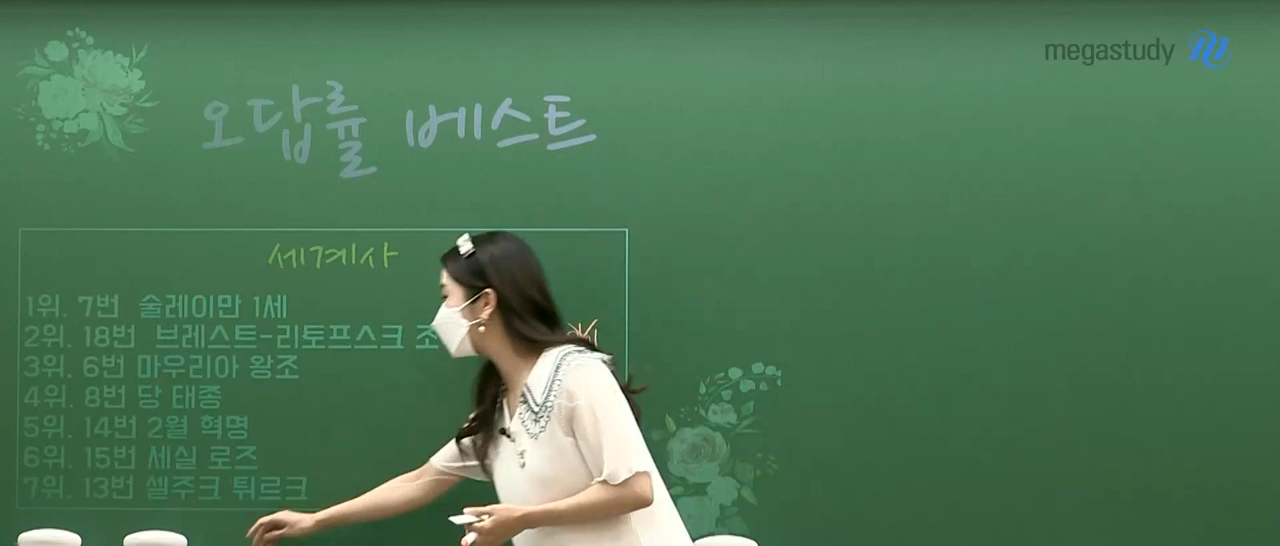 megastudy
오답률 베스트
세계사
1위. 7번 술레이만 1세
2위. 18번 브레스트-리토프스크 조
3위. 6번 마우리아 왕조
4위. 8번 당 태종
5위. 14번 2월 혁명
6위. 15번 세실 로즈
7위. 13번 셀주크 튀르크